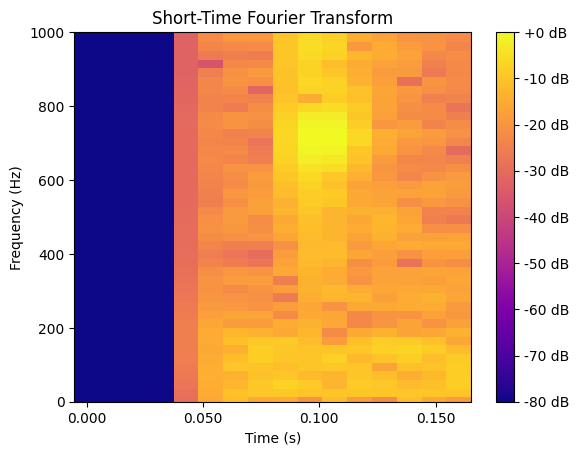 Short-Time Fourier Transform
1000
800
600
400
200
0
Frequency (Hz)
0.000
0.050
0.100
0.150
Time (s)
+0 dB
-10 dB
-20 dB
-30 dB
-40 dB
-50 dB
-60 dB
-70 dB
-80 dB